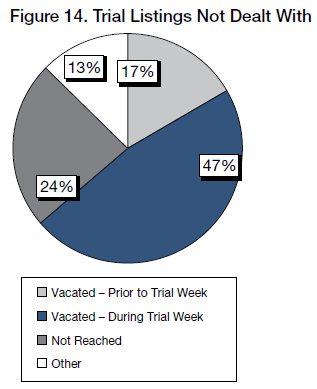 Figure 14. Trial Listings Not Dealt With
13%
17%
47%
24%
Vacated – Prior to Trial Week
Vacated – During Trial Week
Not Reached
Other